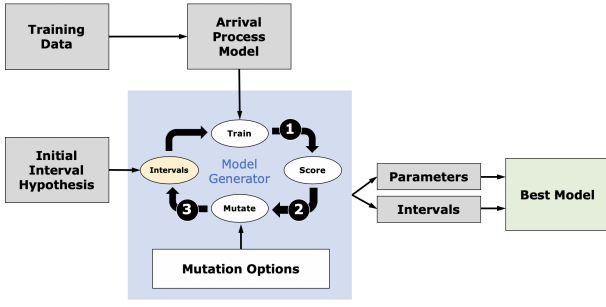 Training
Data
Arrival
Process
Model
Initial
Interval
Hypothesis
Train
1
Intervals
Model
Generator
Score
Mutate
3
2
Mutation Options
Parameters
Intervals
Best Model